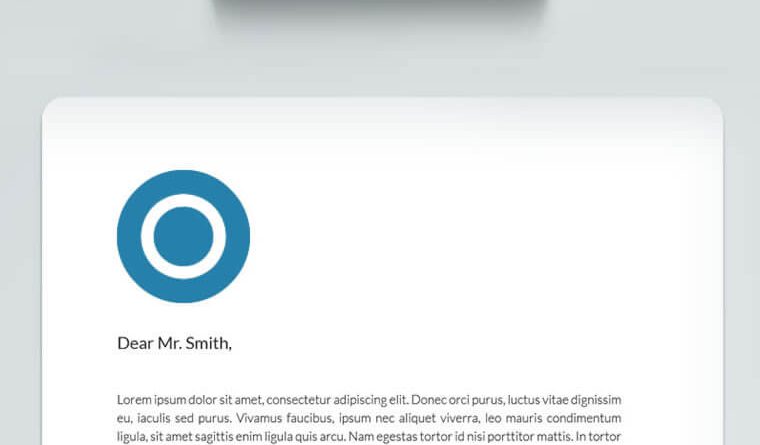 Dear Mr. Smith,
Lorem ipsum dolor sit amet, consectetur adipiscing elit. Donec orci purus, luctus vitae dignissim
eu, iaculis sed purus. Vivamus faucibus, ipsum nec aliquet viverra, leo mauris condimentum
ligula, sit amet sagittis enim ligula quis arcu. Nam egestas tortor id nisi porttitor mattis. In tortor